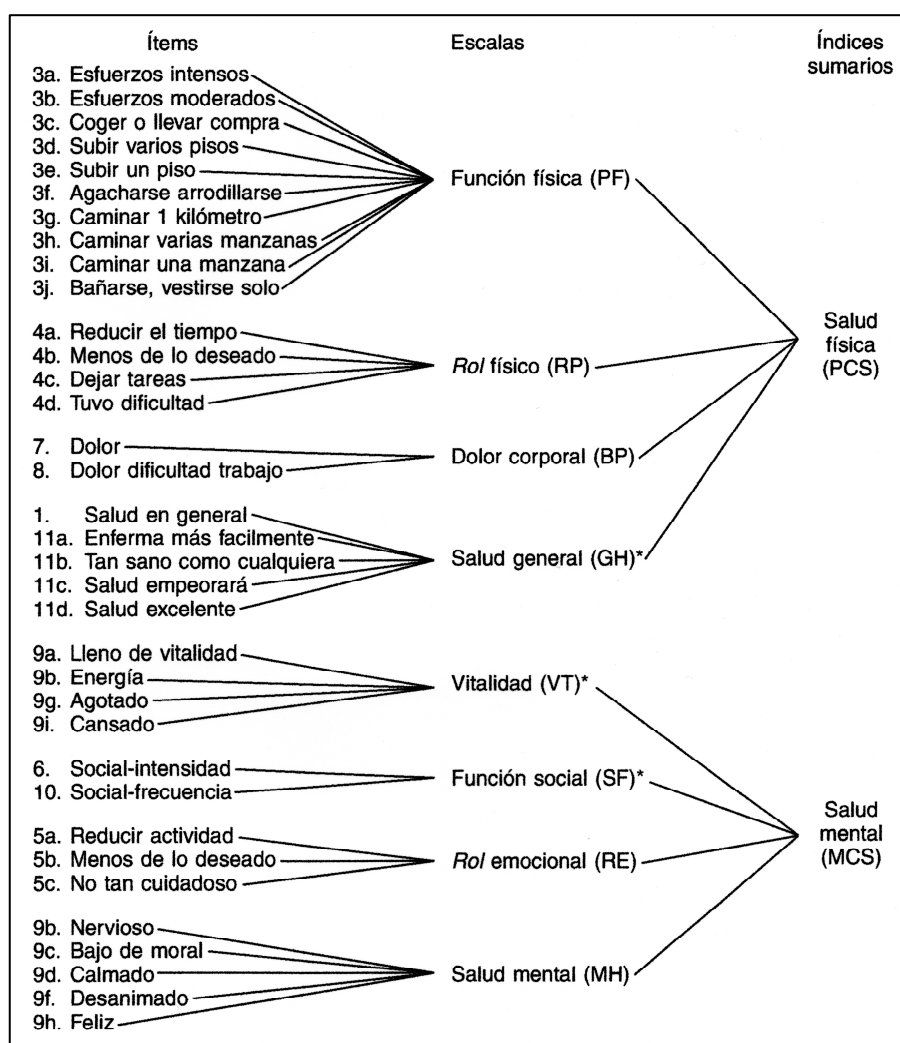 Ítems Escalas Índices sumarios
3a. Esfuerzos intensos
3b. Esfuerzos moderados
3c. Coger o llevar compra
3d. Subir varios pisos
3e. Subir un piso
Función física (PF)
3f. Agacharse arrodillarse
3g. Caminar 1 kilómetro
3h. Caminar varias manzanas
3i. Caminar una manzana
3j. Bañarse, vestirse solo
4a. Reducir el tiempo
4b. Menos de lo deseado
4c. Dejar tareas
4d. Tuvo dificultad
Rol físico (RP)
Salud
física
(PCS)
7. Dolor
8. Dolor dificultad trabajo
Dolor corporal (BP)
1. Salud en general
11a. Enferma más facilmente
11b. Tan sano como cualquiera
11c. Salud empeorará
11d. Salud excelente
Salud general (GH)*
9a. Lleno de vitalidad
9b. Energía
9g. Agotado
9i. Cansado
Vitalidad (VT)*
6. Social-intensidad
10. Social-frecuencia
Función social (SF)*
5a. Reducir actividad
5b. Menos de lo deseado
5c. No tan cuidadoso
Rol emocional (RE)
Salud
mental
(MCS)
9b. Nervioso
9c. Bajo de moral
9d. Calmado
9f. Desanimado
9h. Feliz
Salud mental (MH)